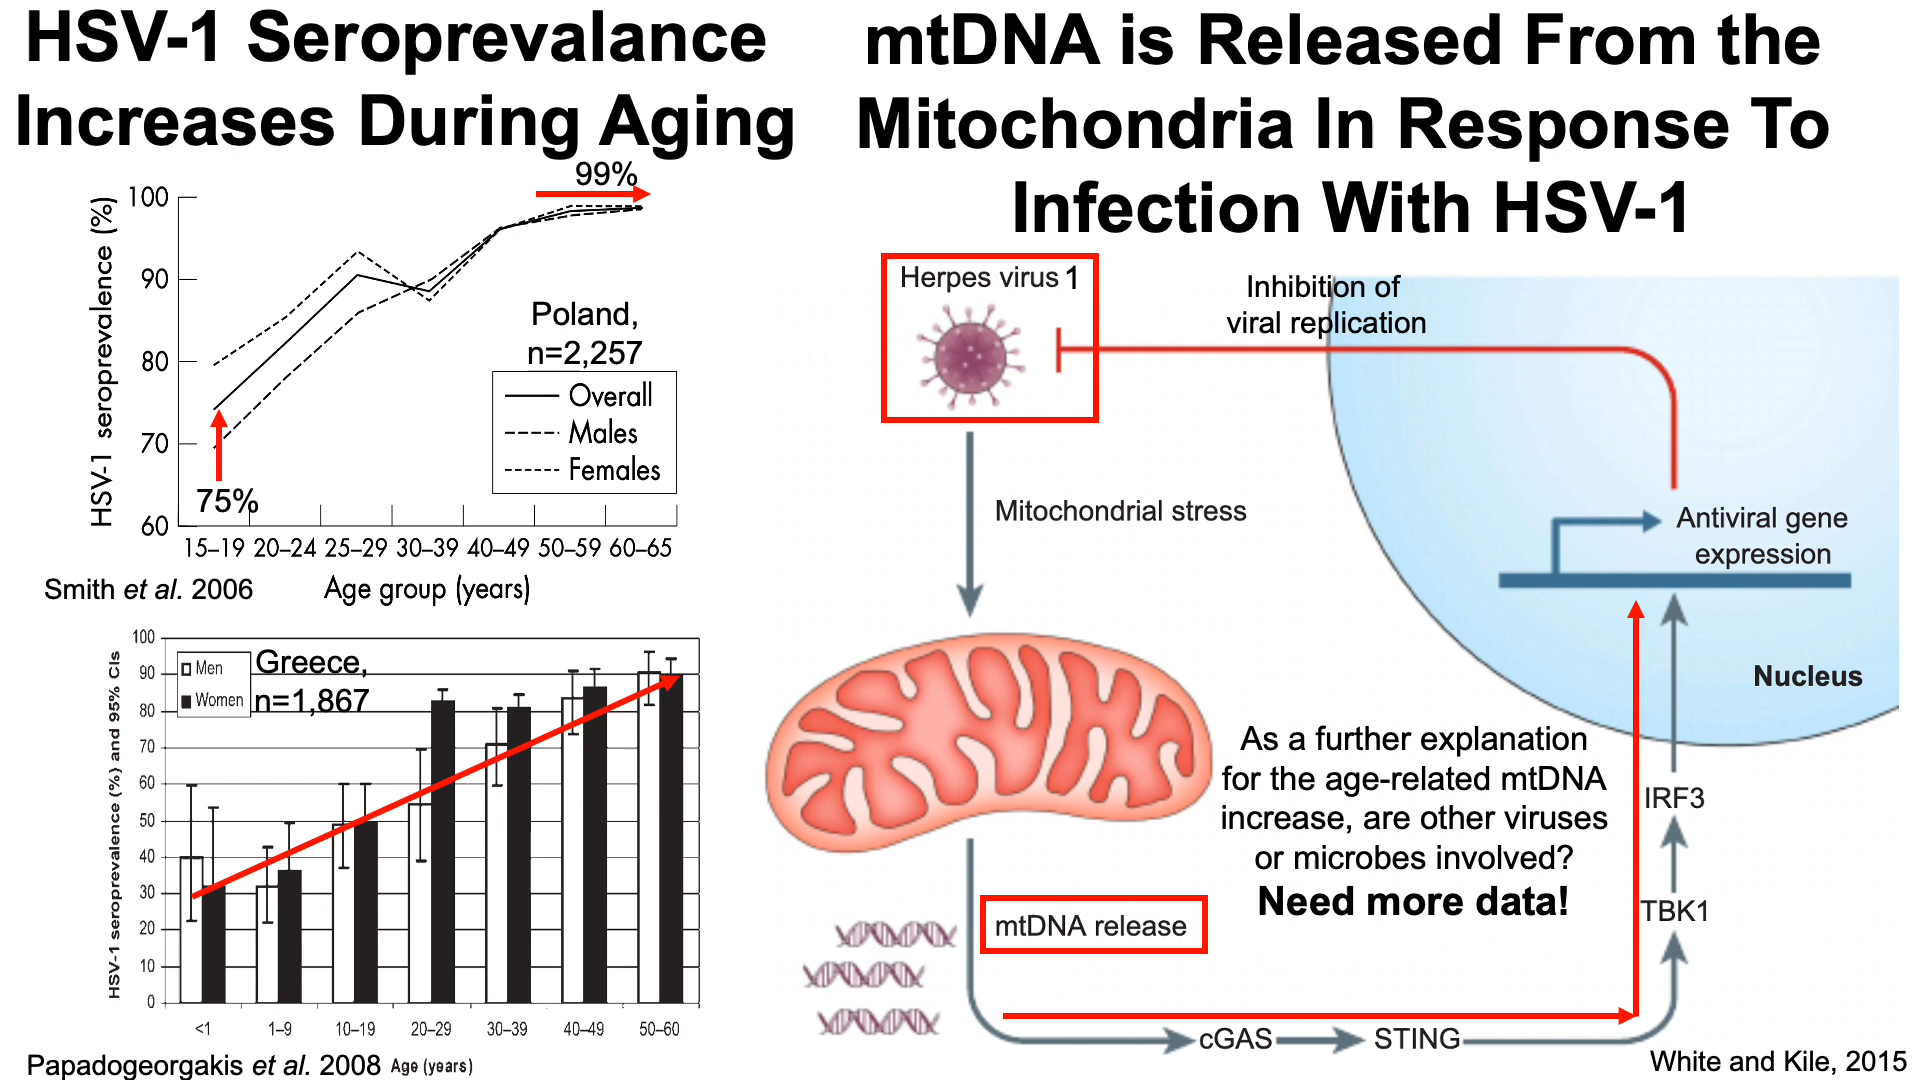 HSV-1 Seroprevalance
Increases During Aging
99%
100
90
80
70
60
HSV-1 seroprevalence (%)
Poland,
n=2,257
Overall
Males
Females
75%
15–19 20–24 25–29 30–39 40–49 50–59 60–65
Smith et al. 2006
Age group (years)
100
90
80
70
60
50
40
30
20
10
0
HSV-1 seroprevalence (%) and 95% CIs
Men
Women
Greece,
n=1,867
<1 1–9 10–19 20–29 30–39 40–49 50–60
Papadogeorgakis et al. 2008
Age (years)
mtDNA is Released From the
Mitochondria In Response To
Infection With HSV-1
Herpes virus 1
Inhibition of
viral replication
Mitochondrial stress
Antiviral gene
expression
Nucleus
As a further explanation
for the age-related mtDNA
increase, are other viruses
or microbes involved?
Need more data!
IRF3
TBK1
mtDNA release
cGAS
STING
White and Kile, 2015